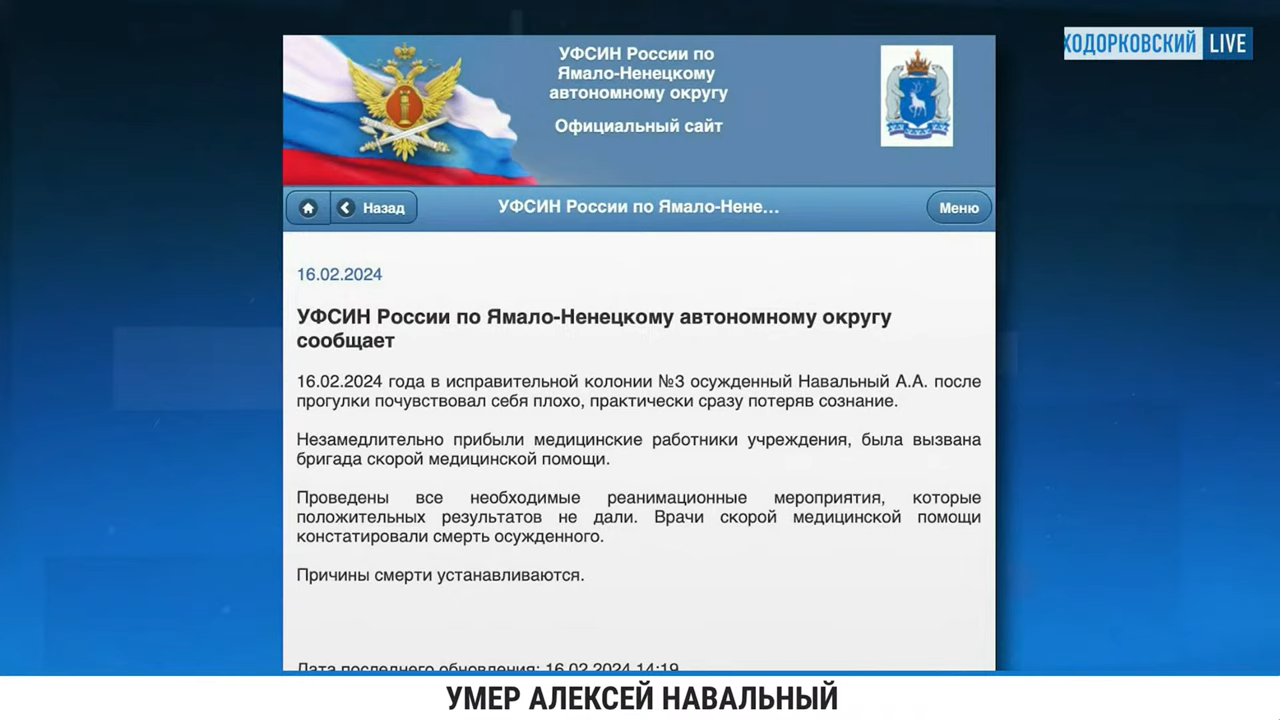 ХОДОРКОВСКИЙ LIVE
УФСИН России по
Ямало-Ненецкому
автономному округу
Официальный сайт
Назад
УФСИН России по Ямало-Нене...
Меню
16.02.2024
УФСИН России по Ямало-Ненецкому автономному округу
сообщает
16.02.2024 года в исправительной колонии №3 осужденный Навальный А.А. после
прогулки почувствовал себя плохо, практически сразу потеряв сознание.
Незамедлительно прибыли медицинские работники учреждения, была вызвана
бригада скорой медицинской помощи.
Проведены все необходимые реанимационные мероприятия, которые
положительных результатов не дали. Врачи скорой медицинской помощи
констатировали смерть осужденного.
Причины смерти устанавливаются.
Дата последнего обновления: 16.02.2024 14:19
УМЕР АЛЕКСЕЙ НАВАЛЬНЫЙ